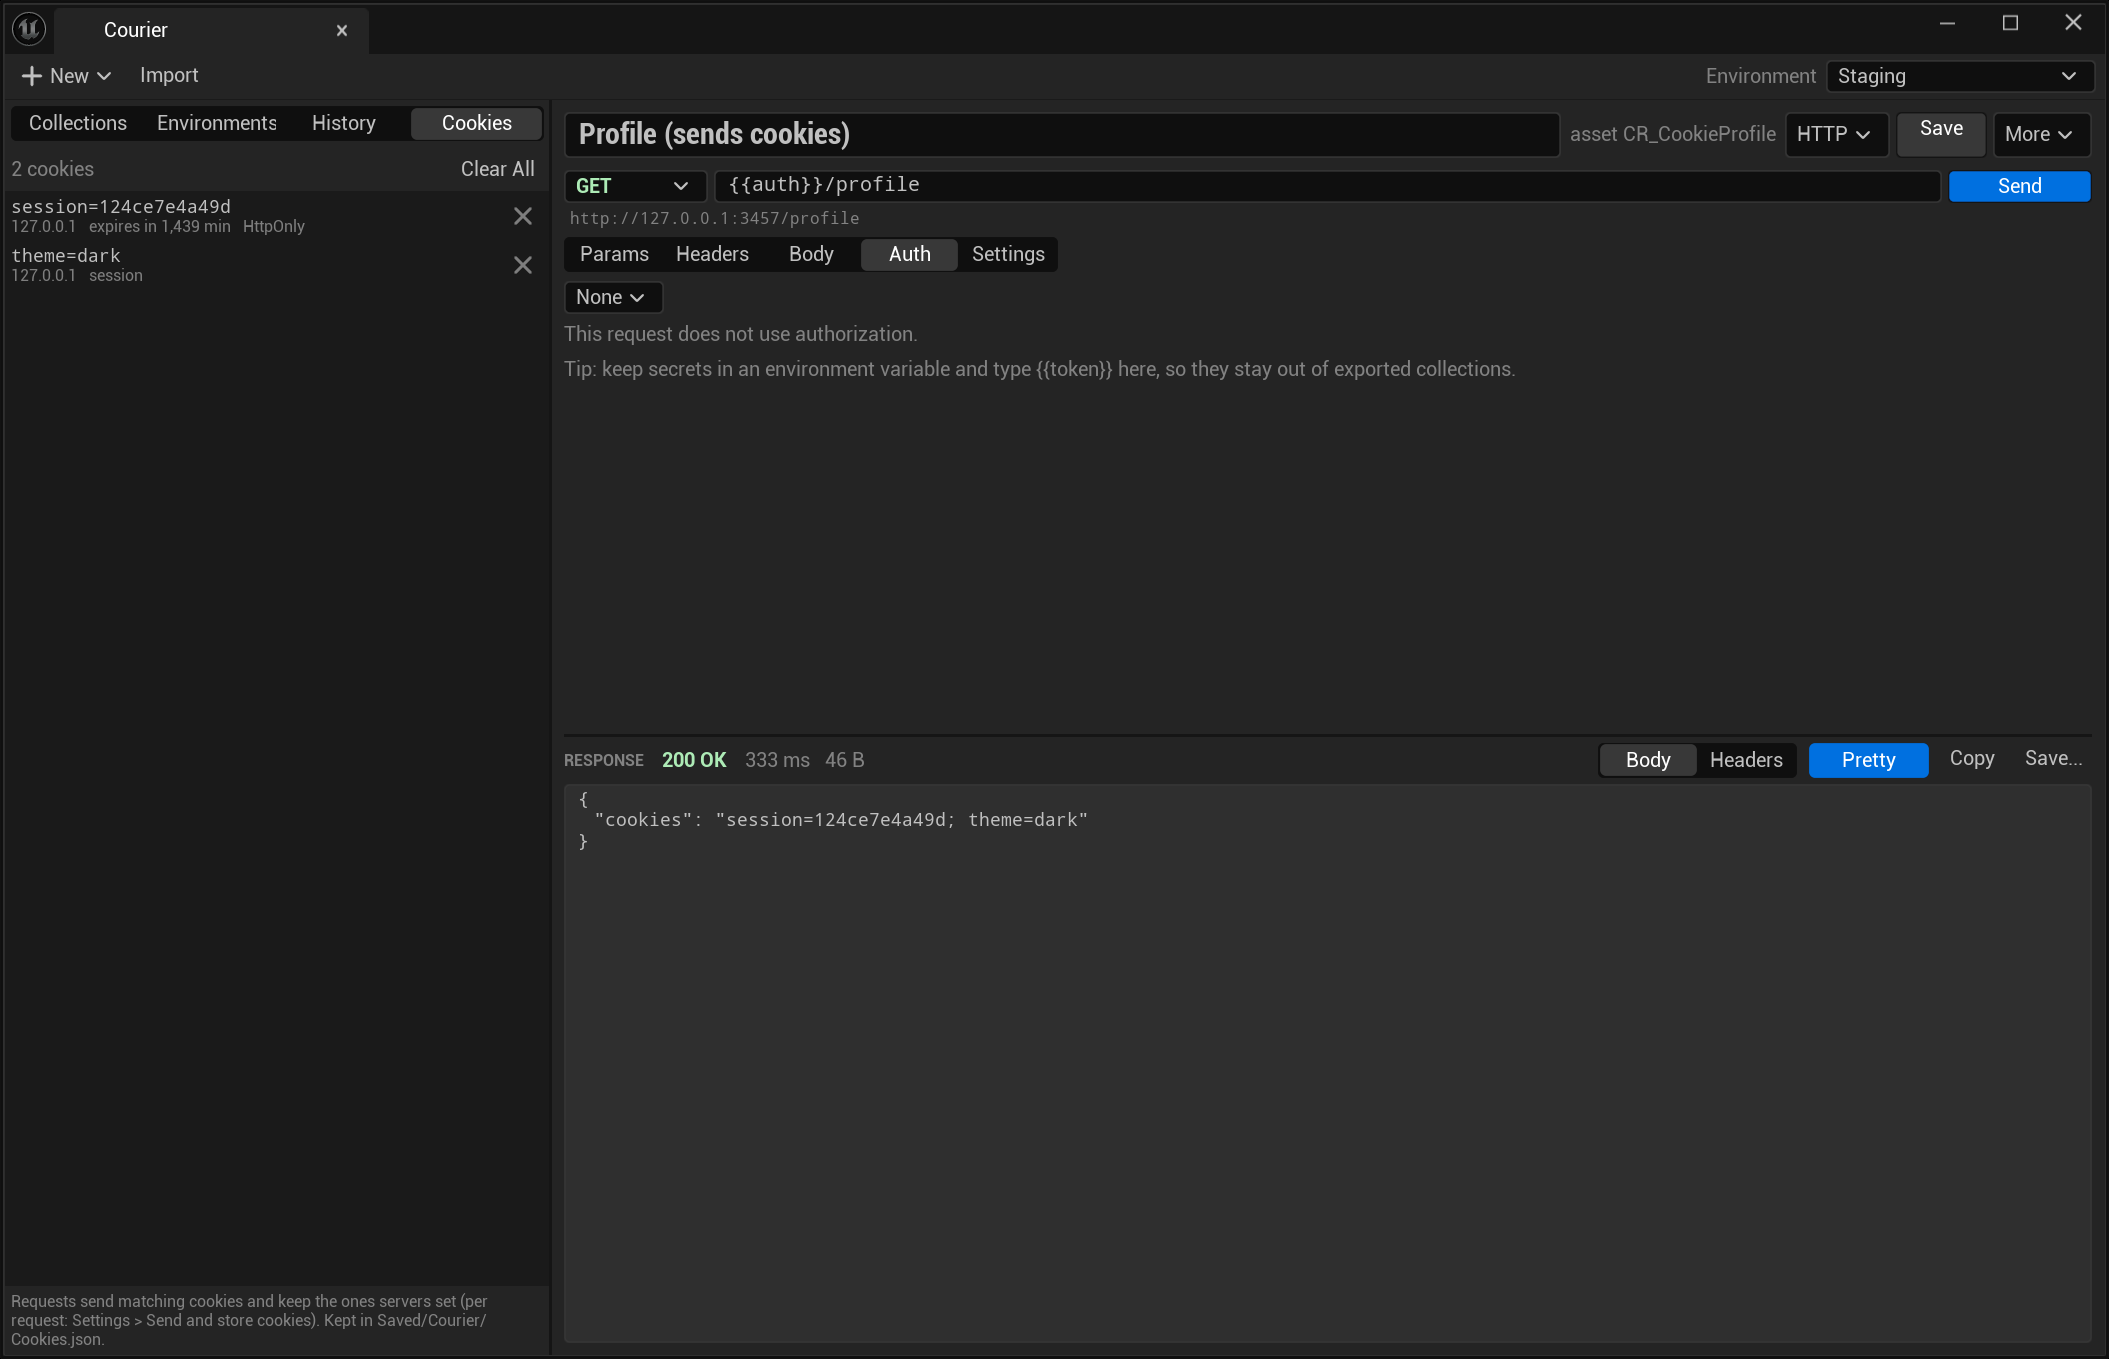 Courier
New
Import
Environment
Staging
Collections
Environments
History
Cookies
2 cookies
Clear All
session=124ce7e4a49d
127.0.0.1 expires in 1,439 min HttpOnly
theme=dark
127.0.0.1 session
Requests send matching cookies and keep the ones servers set (per
request: Settings > Send and store cookies). Kept in Saved/Courier/
Cookies.json.
Profile (sends cookies)
asset CR_CookieProfile
HTTP
Save
More
GET
{{auth}}/profile
Send
http://127.0.0.1:3457/profile
Params
Headers
Body
Auth
Settings
None
This request does not use authorization.
Tip: keep secrets in an environment variable and type {{token}} here, so they stay out of exported collections.
RESPONSE
200 OK
333 ms
46 B
Body
Headers
Pretty
Copy
Save...
{
"cookies": "session=124ce7e4a49d; theme=dark"
}